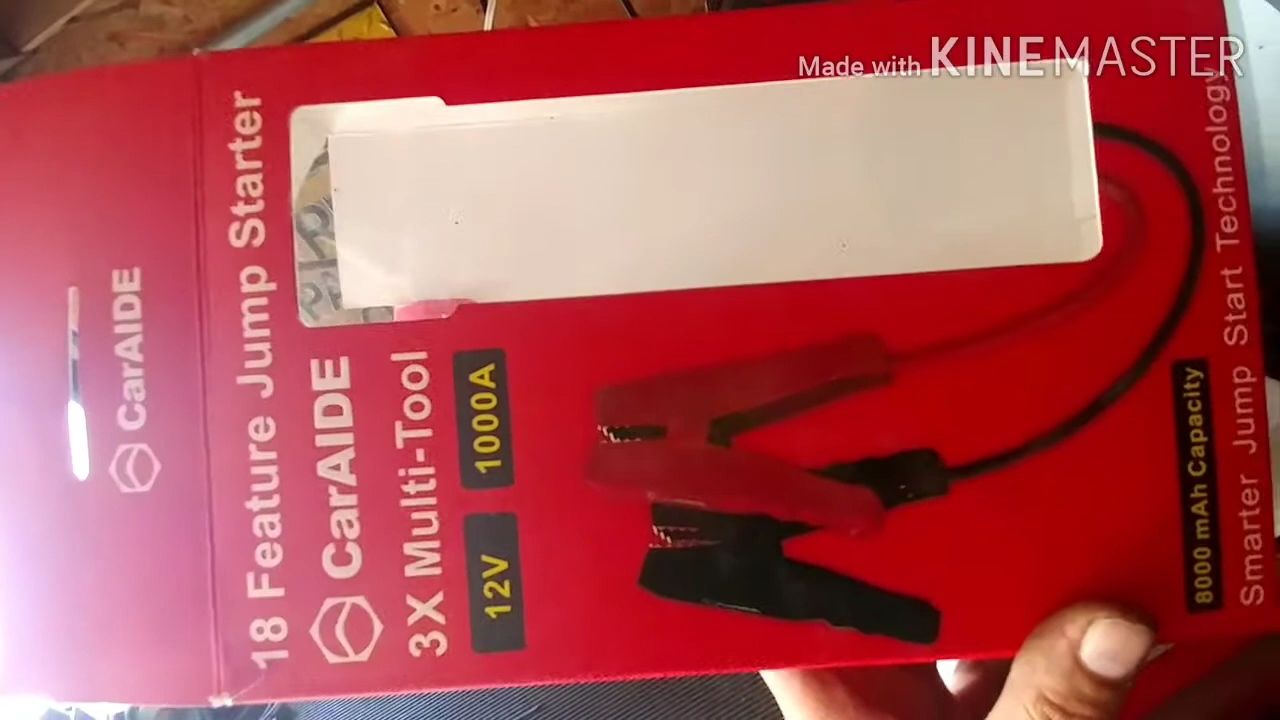 Made with KINEMASTER
CarAIDE
18 Feature Jump Starter
CarAIDE
3X Multi-Tool
12V 1000A
8000 mAh Capacity
Smarter Jump Start Technology